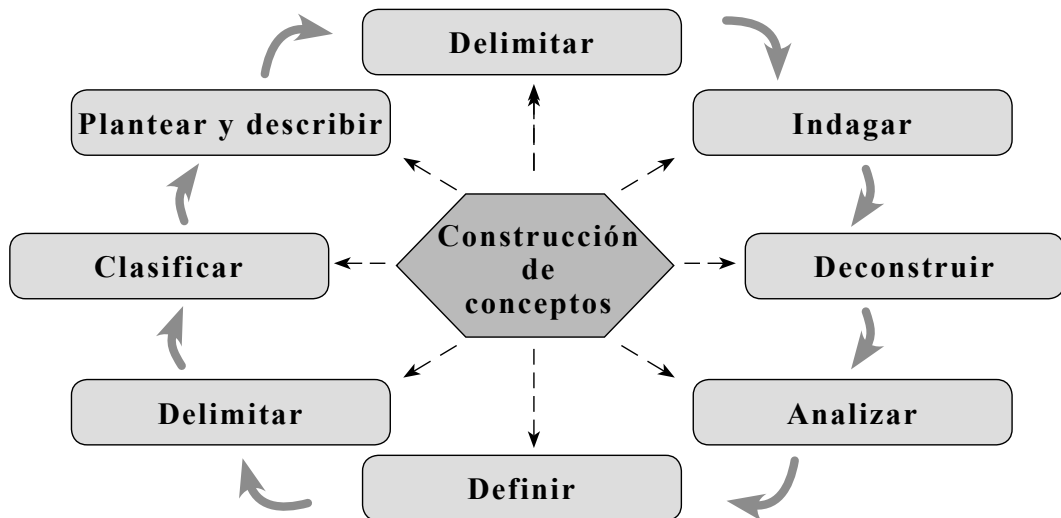 Delimitar
Plantear y describir
Indagar
Construcción
de
conceptos
Clasificar
Deconstruir
Delimitar
Analizar
Definir